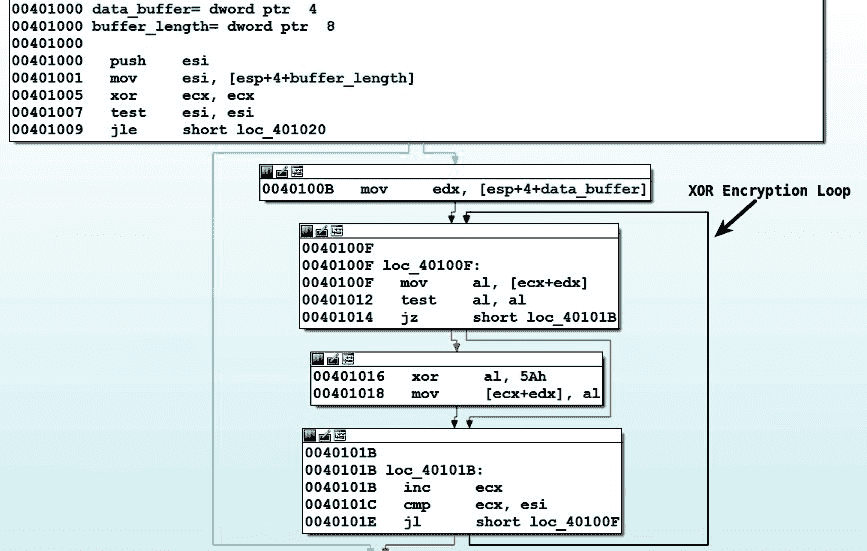 00401000 data_buffer= dword ptr  4
00401000 buffer_length= dword ptr  8
00401000
00401000 push esi
00401001 mov esi, [esp+4+buffer_length]
00401005 xor ecx, ecx
00401007 test esi, esi
00401009 jle short loc_401020
0040100B mov edx, [esp+4+data_buffer]
XOR Encryption Loop
0040100F
0040100F loc_40100F:
0040100F mov al, [ecx+edx]
00401012 test al, al
00401014 jz short loc_40101B
00401016 xor al, 5Ah
00401018 mov [ecx+edx], al
0040101B
0040101B loc_40101B:
0040101B inc ecx
0040101C cmp ecx, esi
0040101E jl short loc_40100F